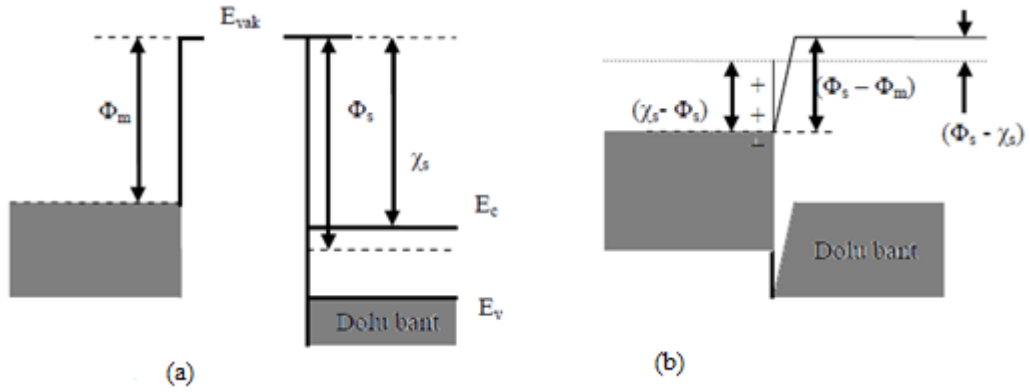 E_vak
Φ_m
Φ_s
χ_s
E_c
E_v
Dolu bant
(a)
(χ_s- Φ_s)
+
+
+
(Φ_s – Φ_m)
(Φ_s - χ_s)
Dolu bant
(b)